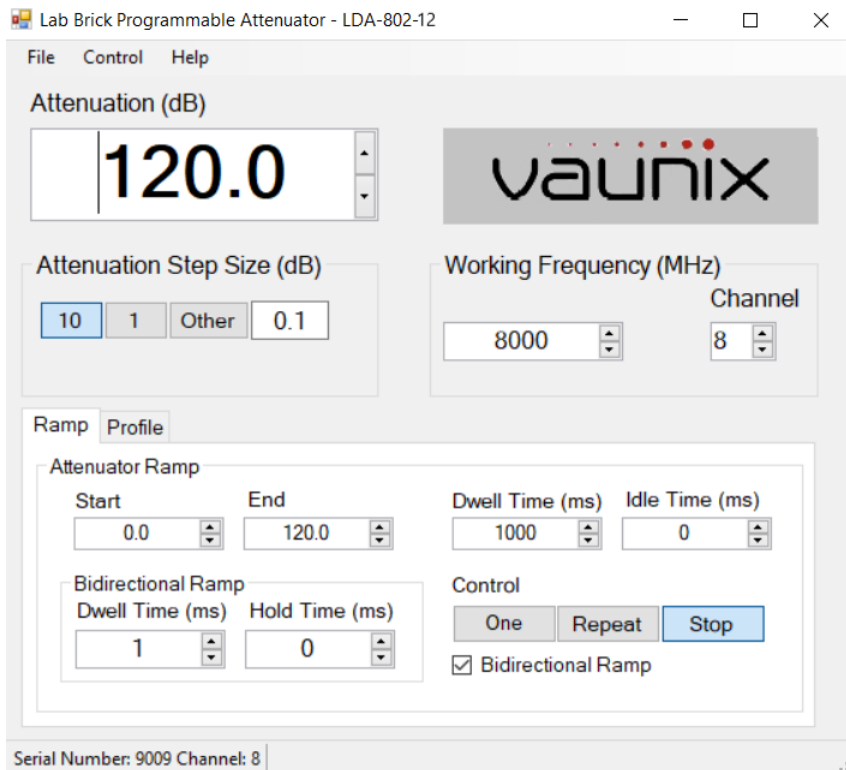 Lab Brick Programmable Attenuator - LDA-802-12
File Control Help
Attenuation (dB)
120.0
vaunix
Attenuation Step Size (dB)
10 1 Other 0.1
Working Frequency (MHz)
Channel
8000 8
Ramp Profile
Attenuator Ramp
Start End Dwell Time (ms) Idle Time (ms)
0.0 120.0 1000 0
Bidirectional Ramp
Dwell Time (ms) Hold Time (ms)
1 0
Control
One Repeat Stop
Bidirectional Ramp
Serial Number: 9009 Channel: 8